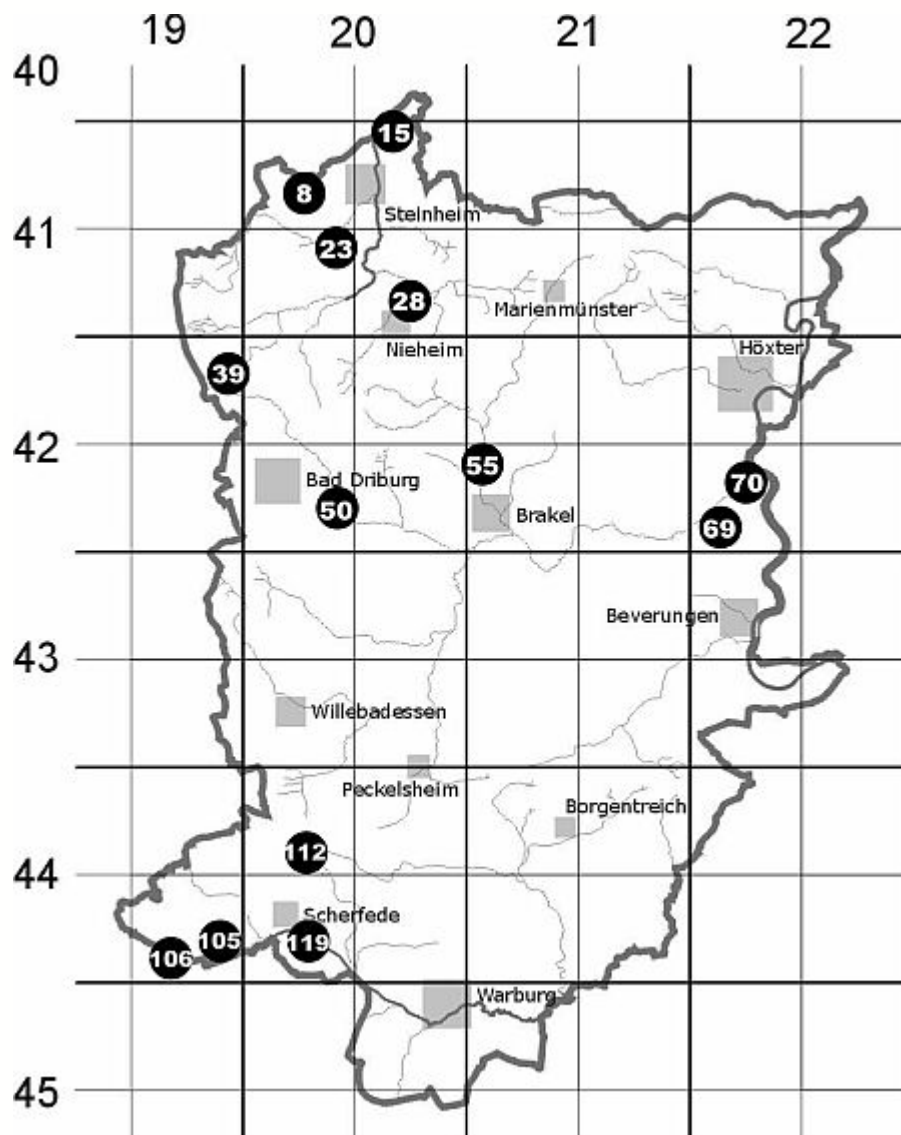 19 20 21 22
40
15
8
Steinheim
41
23
28
Marienmünster
Nieheim
Höxter
39
42
55
Bad Driburg
70
50
Brakel
69
Beverungen
43
Willebadessen
Peckelsheim
Borgentreich
112
44
Scherfede
105
119
106
Warburg
45